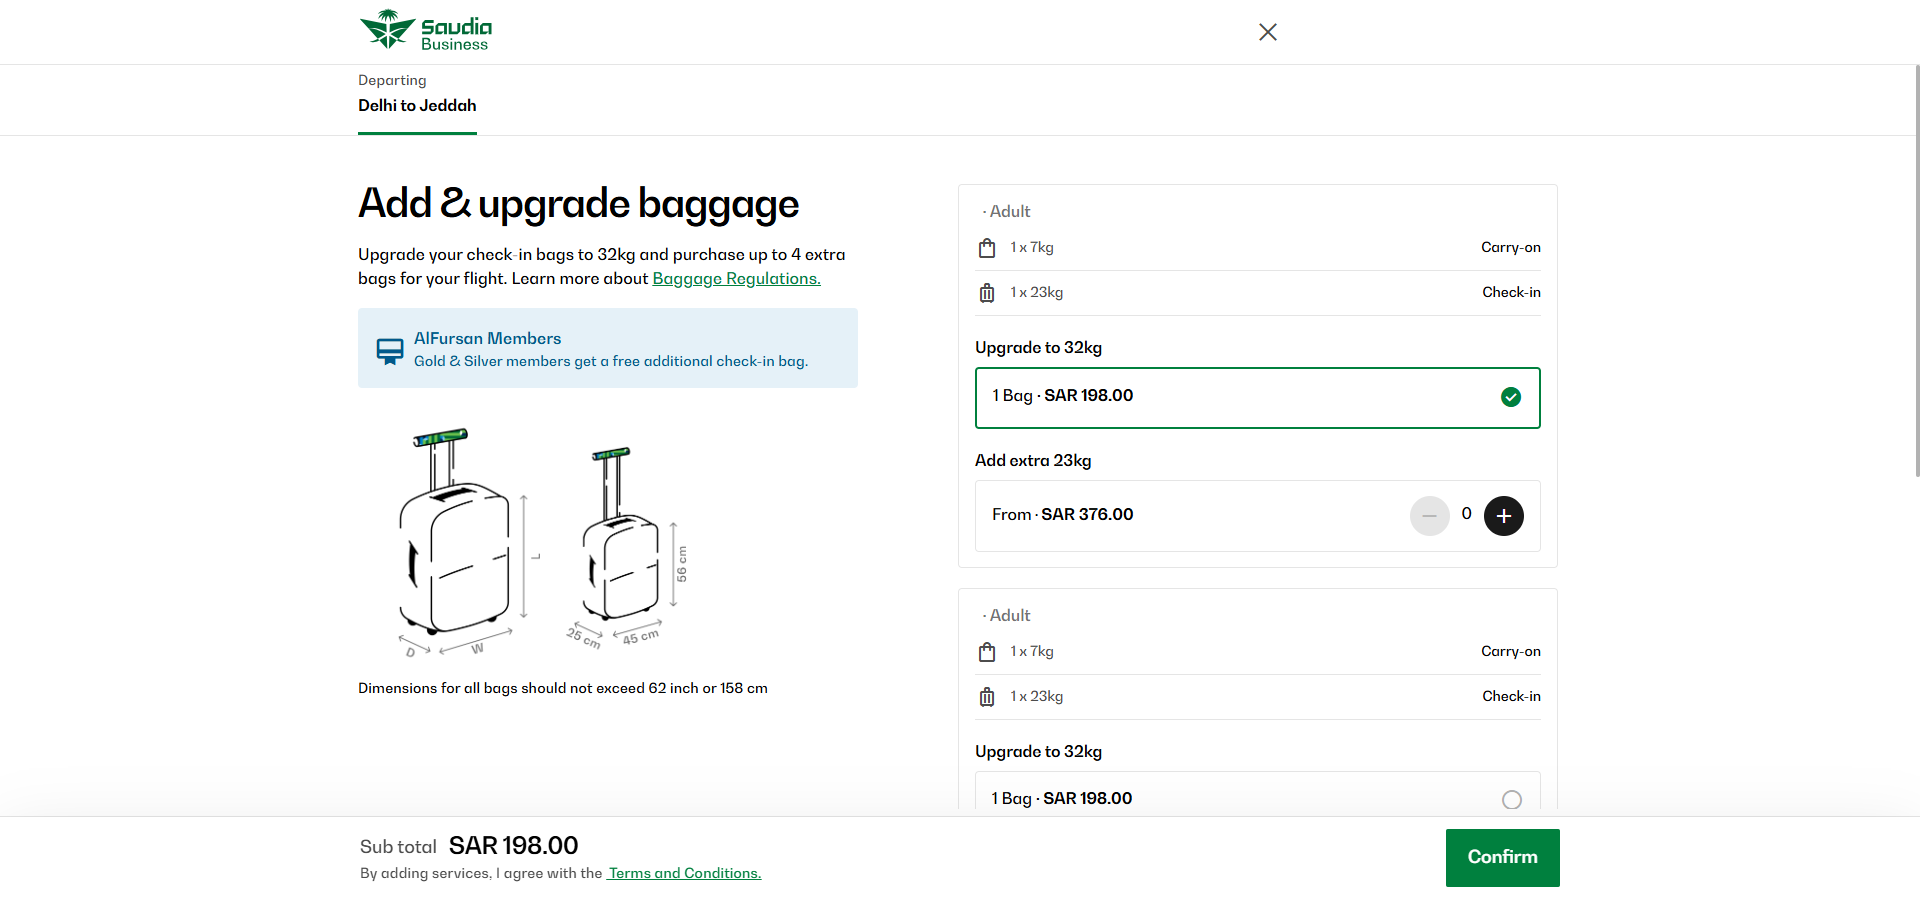 Saudia
Business
Departing
Delhi to Jeddah
Add & upgrade baggage
Upgrade your check-in bags to 32kg and purchase up to 4 extra
bags for your flight. Learn more about Baggage Regulations.
AlFursan Members
Gold & Silver members get a free additional check-in bag.
L
D
W
56 cm
25 cm
45 cm
Dimensions for all bags should not exceed 62 inch or 158 cm
· Adult
1 x 7kg Carry-on
1 x 23kg Check-in
Upgrade to 32kg
1 Bag · SAR 198.00
Add extra 23kg
From · SAR 376.00 0
· Adult
1 x 7kg Carry-on
1 x 23kg Check-in
Upgrade to 32kg
1 Bag · SAR 198.00
Sub total SAR 198.00
By adding services, I agree with the Terms and Conditions.
Confirm